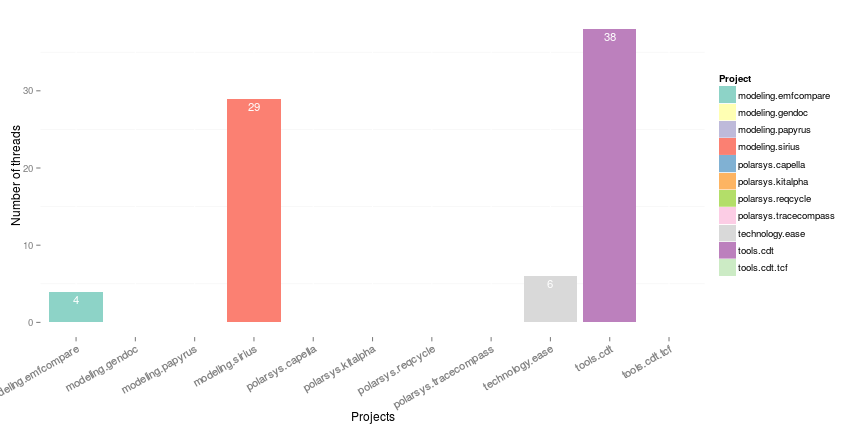 38
Project
modeling.emfcompare
modeling.gendoc
modeling.papyrus
modeling.sirius
polarsys.capella
polarsys.kitalpha
polarsys.reqcycle
polarsys.tracecompass
technology.ease
tools.cdt
tools.cdt.tcf
Number of threads
30
20
10
0
29
4
6
deling.emfcompare
modeling.gendoc
modeling.papyrus
modeling.sirius
polarsys.capella
polarsys.kitalpha
polarsys.reqcycle
polarsys.tracecompass
technology.ease
tools.cdt
tools.cdt.tcf
Projects